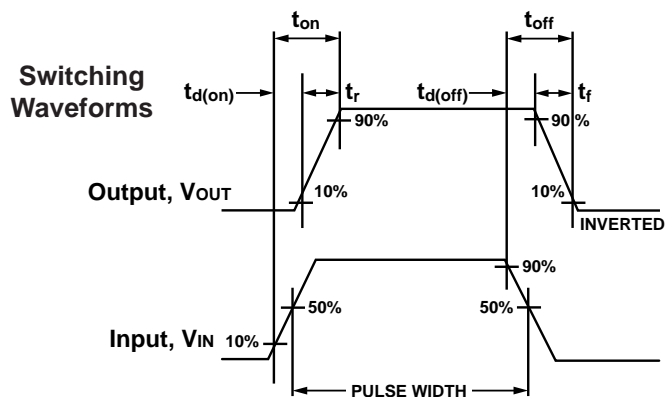 ton
toff
Switching
Waveforms
td(on)
tr
td(off)
tf
90%
90 %
Output, VOUT
10%
10%
INVERTED
90%
50%
50%
Input, VIN
10%
PULSE WIDTH